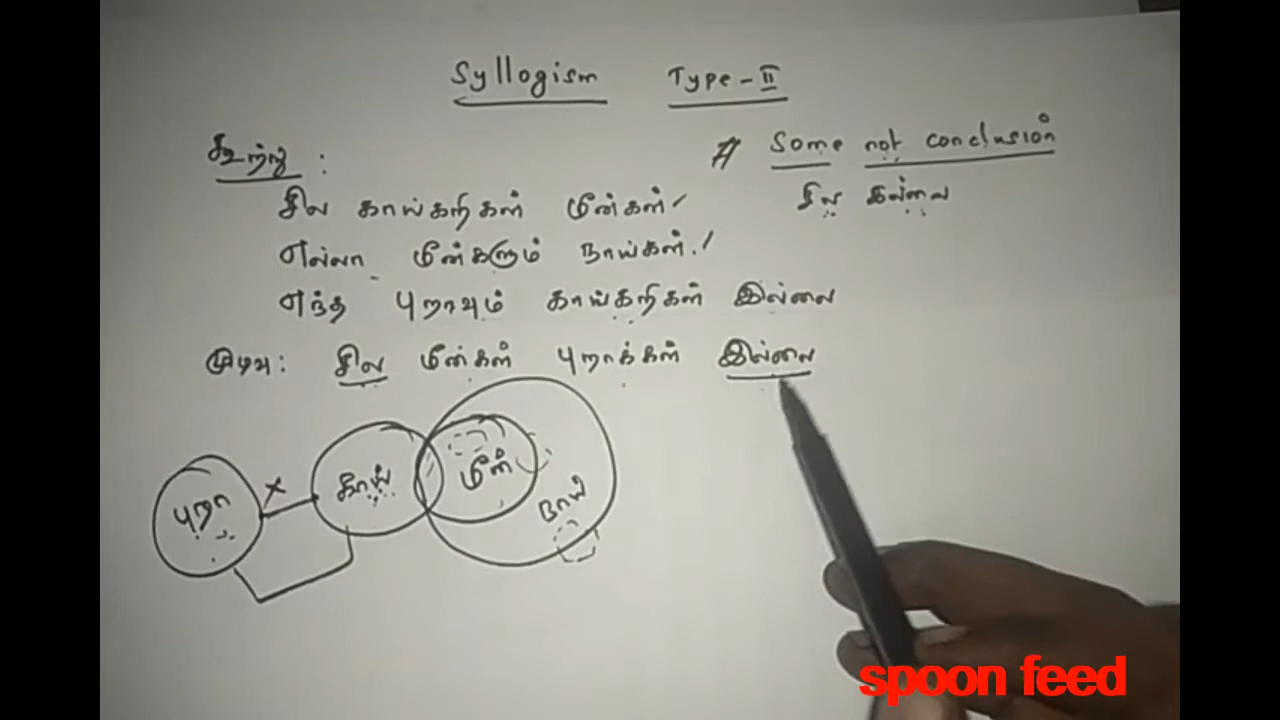 Syllogism Type - II
கூற்று :
# Some not conclusion
சில இல்லை
சில காய்கறிகள் மீன்கள்
எல்லா மீன்களும் நாய்கள்.
எந்த புறாவும் காய்கறிகள் இல்லை
முடிவு : சில மீன்கள் புறாக்கள் இல்லை
புறா x காய் மீன் நாய்
spoon feed